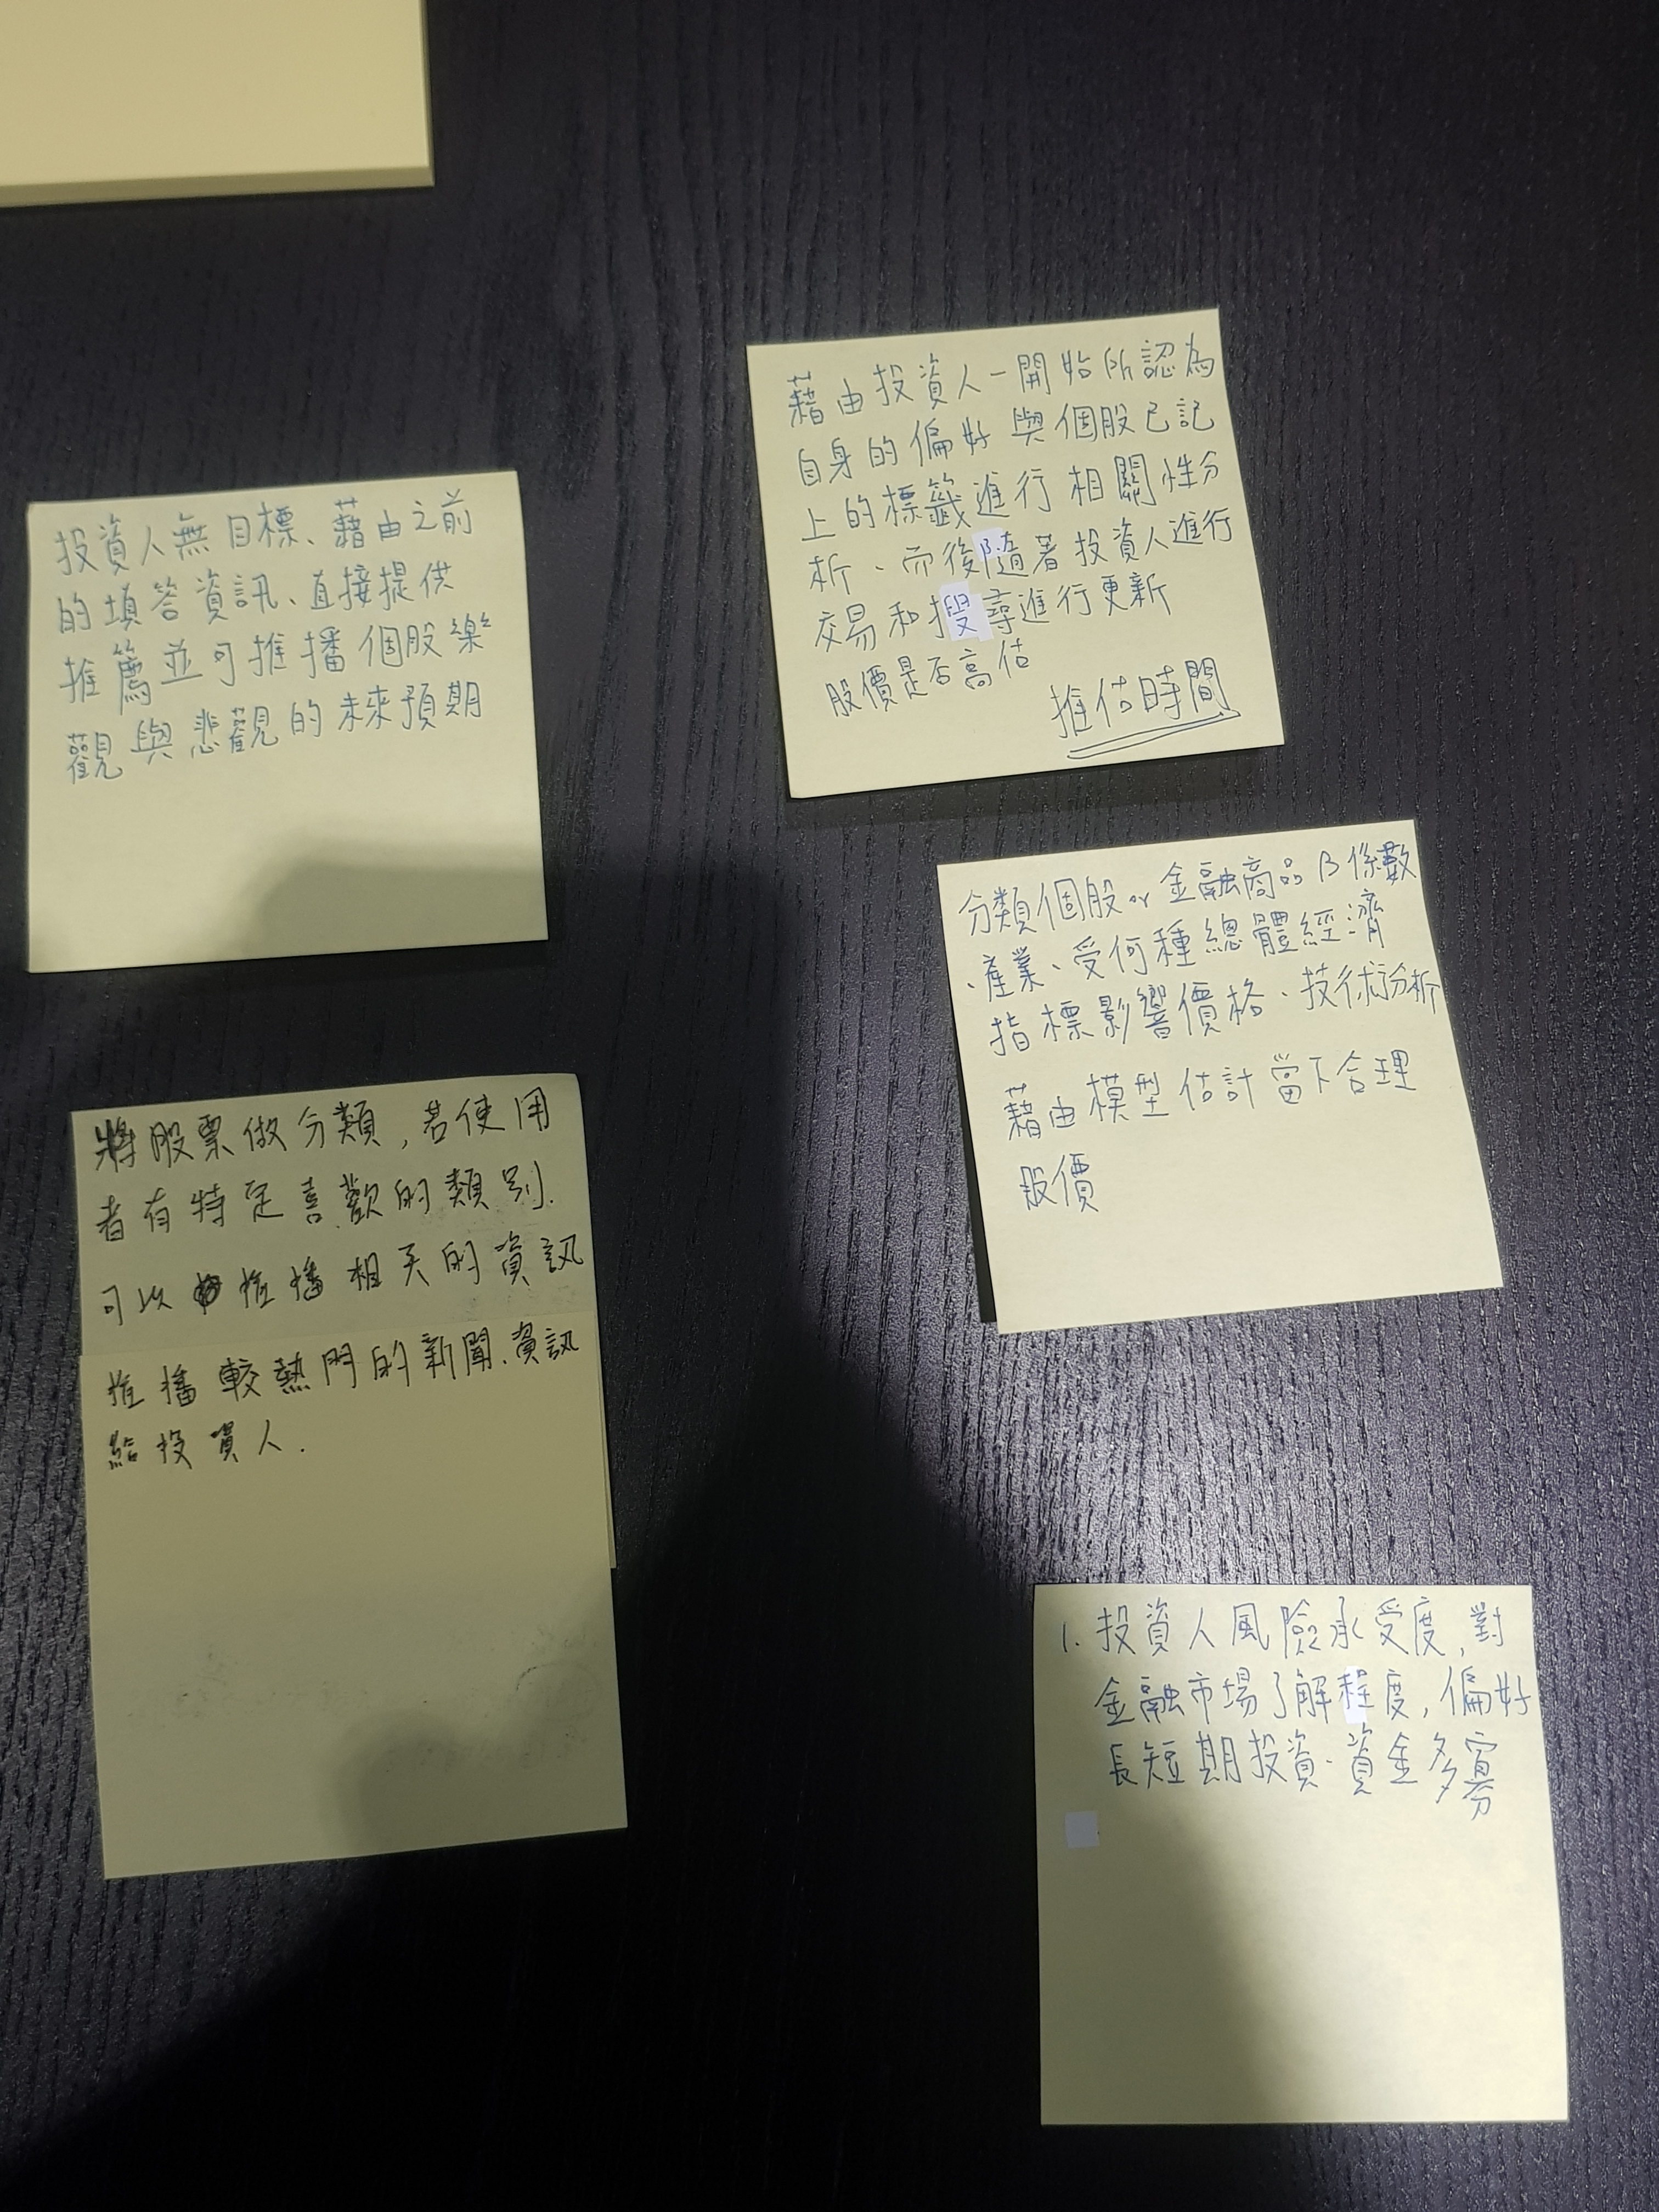 藉由投資人一開始所認為
自身的偏好與個股已記
上的標籤進行相關性分
析、而後隨著投資人進行
交易和搜尋進行更新
股價是否高估
推估時間
投資人無目標、藉由之前
的填答資訊、直接提供
推薦並可推播個股樂
觀與悲觀的未來預期
分類個股or金融商品β係數
、產業、受何種總體經濟
指標影響價格、技術分析
藉由模型估計當下合理
股價
將股票做分類,若使用
者有特定喜歡的類別.
可以推播相关的資訊
推播較熱門的新聞、資訊
給投資人.
1. 投資人風險承受度,對
金融市場了解程度,偏好
長短期投資、資金多寡